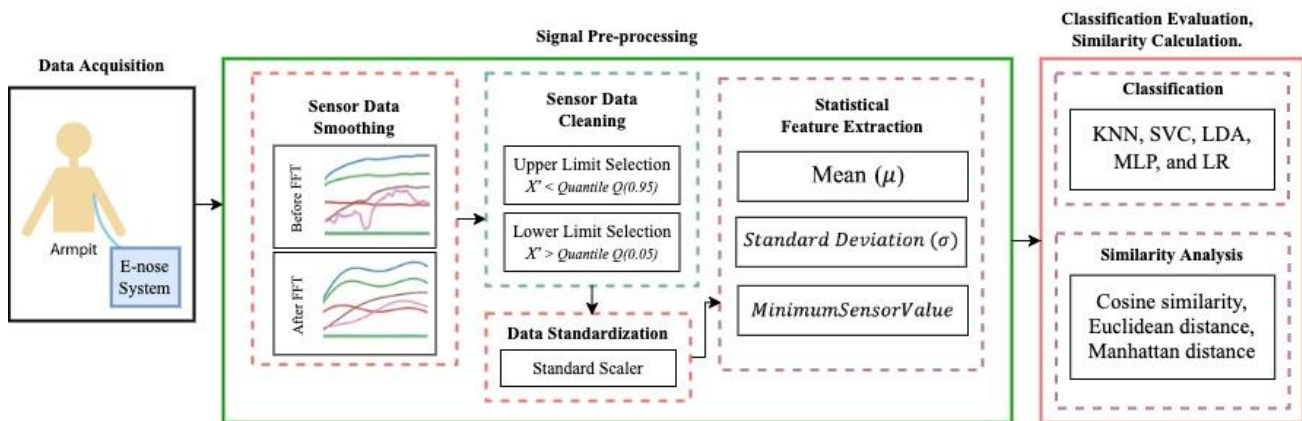 Data Acquisition
Armpit
E-nose
System
Signal Pre-processing
Sensor Data
Smoothing
Before FFT
After FFT
Sensor Data
Cleaning
Upper Limit Selection
X' < Quantile Q(0.95)
Lower Limit Selection
X' > Quantile Q(0.05)
Data Standardization
Standard Scaler
Statistical
Feature Extraction
Mean (μ)
Standard Deviation (σ)
MinimumSensorValue
Classification Evaluation,
Similarity Calculation.
Classification
KNN, SVC, LDA,
MLP, and LR
Similarity Analysis
Cosine similarity,
Euclidean distance,
Manhattan distance